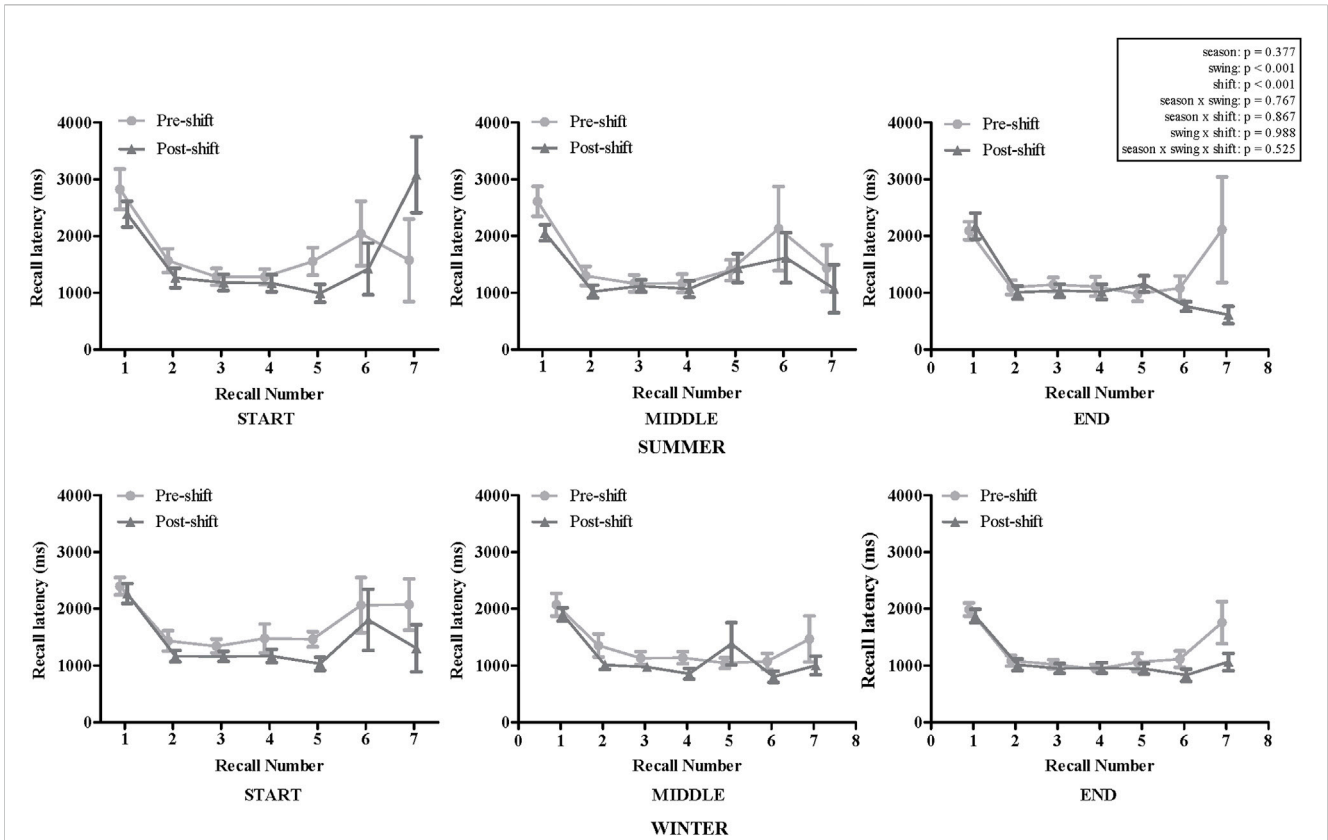 season: p = 0.377
swing: p < 0.001
shift: p < 0.001
season x swing: p = 0.767
season x shift: p = 0.867
swing x shift: p = 0.988
season x swing x shift: p = 0.525
Pre-shift
Post-shift
4000
3000
2000
1000
0
Recall latency (ms)
1 2 3 4 5 6 7
Recall Number
START
Pre-shift
Post-shift
4000
3000
2000
1000
0
Recall latency (ms)
1 2 3 4 5 6 7
Recall Number
MIDDLE
Pre-shift
Post-shift
4000
3000
2000
1000
0
Recall latency (ms)
0 1 2 3 4 5 6 7 8
Recall Number
END
SUMMER
Pre-shift
Post-shift
4000
3000
2000
1000
0
Recall latency (ms)
1 2 3 4 5 6 7
Recall Number
START
Pre-shift
Post-shift
4000
3000
2000
1000
0
Recall latency (ms)
0 1 2 3 4 5 6 7 8
Recall Number
MIDDLE
Pre-shift
Post-shift
4000
3000
2000
1000
0
Recall latency (ms)
0 1 2 3 4 5 6 7 8
Recall Number
END
WINTER